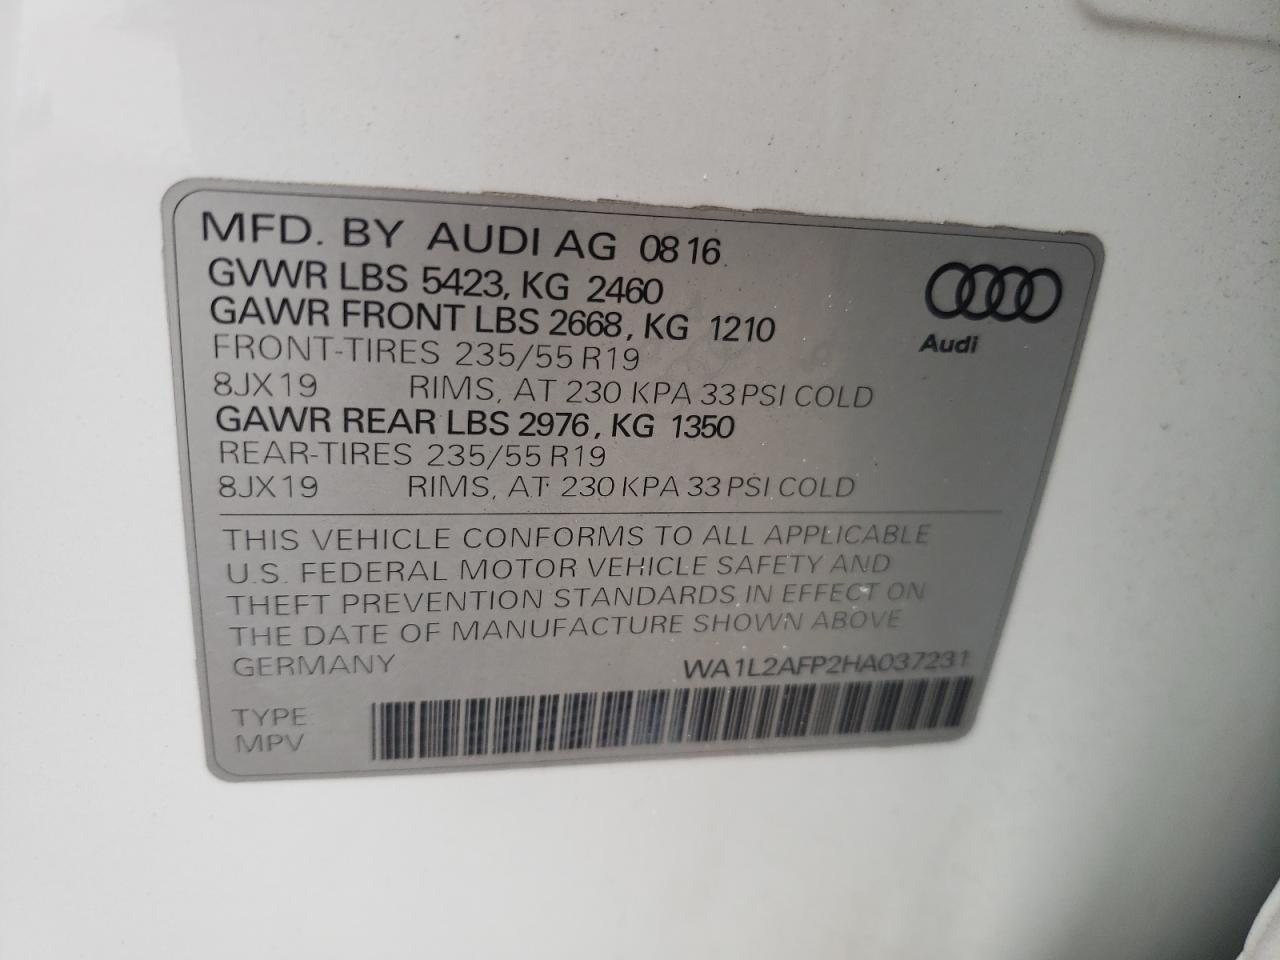 MFD. BY AUDI AG 08 16
GVWR LBS 5423, KG 2460
GAWR FRONT LBS 2668, KG 1210
FRONT-TIRES 235/55 R19
8JX19 RIMS, AT 230 KPA 33 PSI COLD
GAWR REAR LBS 2976, KG 1350
REAR-TIRES 235/55 R19
8JX19 RIMS, AT 230 KPA 33 PSI COLD
Audi
THIS VEHICLE CONFORMS TO ALL APPLICABLE
U.S. FEDERAL MOTOR VEHICLE SAFETY AND
THEFT PREVENTION STANDARDS IN EFFECT ON
THE DATE OF MANUFACTURE SHOWN ABOVE
GERMANY WA1L2AFP2HA037231
TYPE
MPV